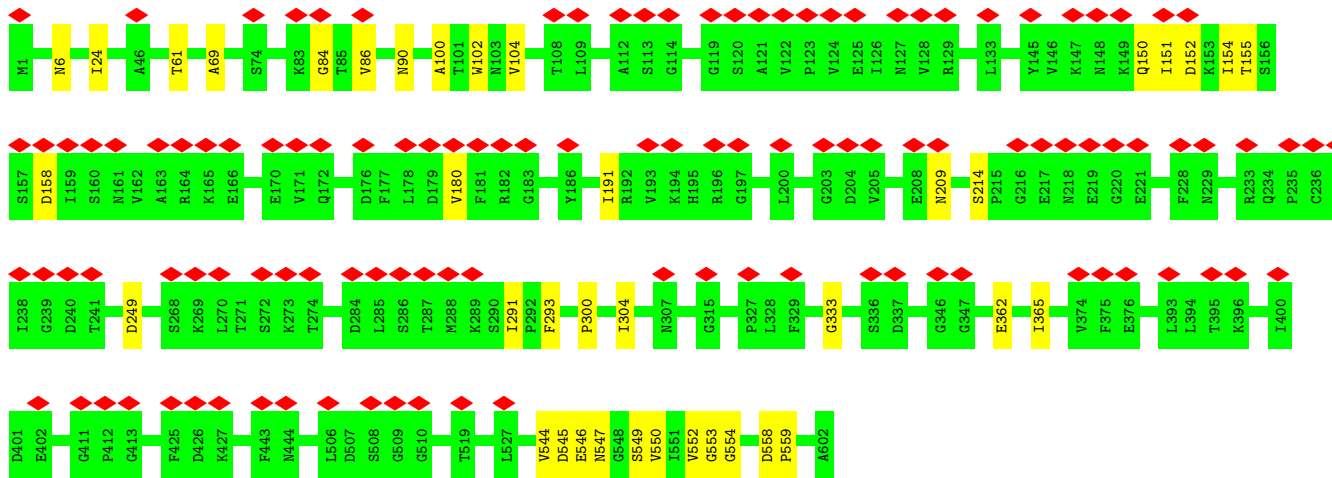 M1 N6 I24 A46 T61 A69 S74 K83 G84 T85 V86 N90 A100 T101 W102 N103 V104 T108 L109 A112 S113 G114 G119 S120 A121 V122 P123 V124 E125 I126 N127 V128 R129 L133 Y145 V146 K147 N148 K149 Q150 I151 D152 K153 I154 T155 S156
S157 D158 I159 S160 N161 V162 A163 R164 K165 E166 E170 V171 Q172 D176 F177 L178 D179 V180 F181 R182 G183 Y186 I191 R192 V193 K194 H195 R196 G197 L200 G203 D204 V205 E208 N209 S214 P215 G216 E217 N218 E219 G220 E221 F228 N229 R233 Q234 P235 C236
I238 G239 D240 T241 D249 S268 K269 L270 T271 S272 K273 T274 D284 L285 S286 T287 M288 K289 S290 I291 P292 F293 P300 I304 N307 G315 P327 L328 F329 G333 S336 D337 G346 G347 E362 I365 V374 F375 E376 L393 L394 T395 K396 I400
D401 E402 G411 P412 G413 F425 D426 K427 F443 N444 L506 D507 S508 G509 G510 T519 L527 V544 D545 E546 N547 G548 S549 V550 I551 V552 G553 G554 D558 P559 A602